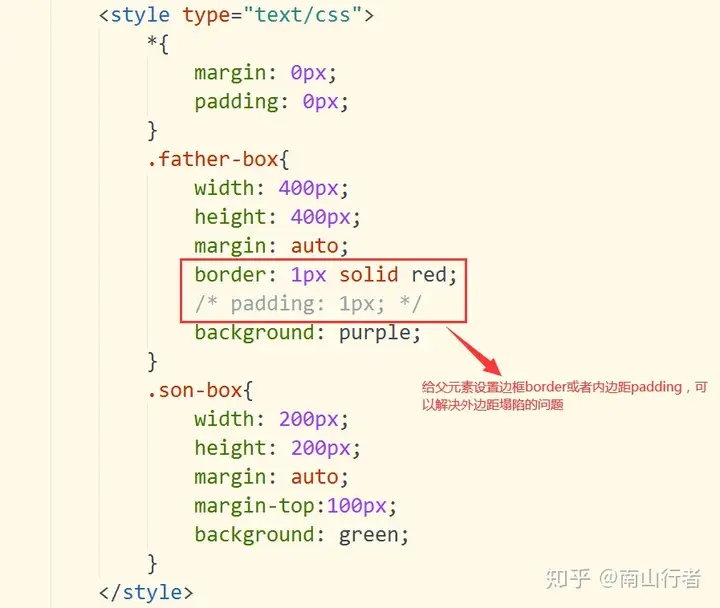 <style type="text/css">
*{
margin: 0px;
padding: 0px;
}
.father-box{
width: 400px;
height: 400px;
margin: auto;
border: 1px solid red;
/* padding: 1px; */
background: purple;
}
给父元素设置边框border或者内边距padding，可
以解决外边距塌陷的问题
.son-box{
width: 200px;
height: 200px;
margin: auto;
margin-top:100px;
background: green;
}
</style>
知乎 @南山行者